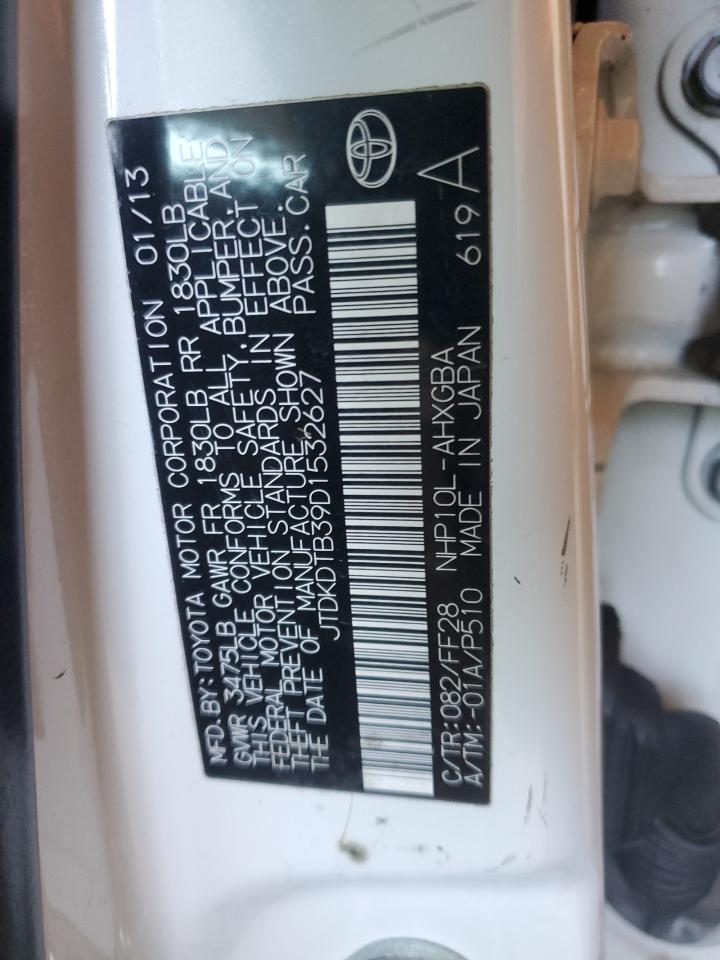 MFD. BY: TOYOTA MOTOR CORPORATION 01/13
GVWR 3475LB GAWR FR 1830LB RR 1830LB
THIS VEHICLE CONFORMS TO ALL APPLICABLE
FEDERAL MOTOR VEHICLE SAFETY, BUMPER, AND
THEFT PREVENTION STANDARDS IN EFFECT ON
THE DATE OF MANUFACTURE SHOWN ABOVE.
JTDKDTB39D1532627 PASS. CAR
C/TR: 082/FF28 NHP10L-AHXGBA 619 A
A/TM: -01A/P510 MADE IN JAPAN